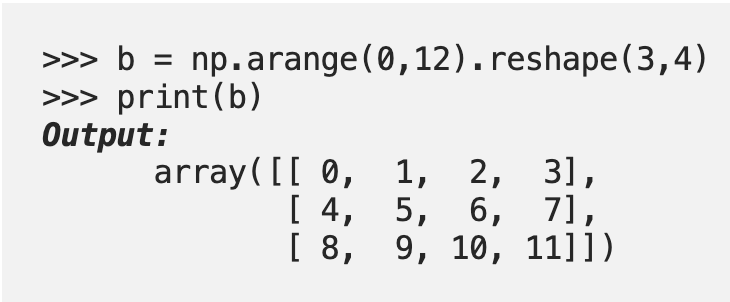 >>> b = np.arange(0,12).reshape(3,4)
>>> print(b)
Output:
array([[ 0, 1, 2, 3],
[ 4, 5, 6, 7],
[ 8, 9, 10, 11]])